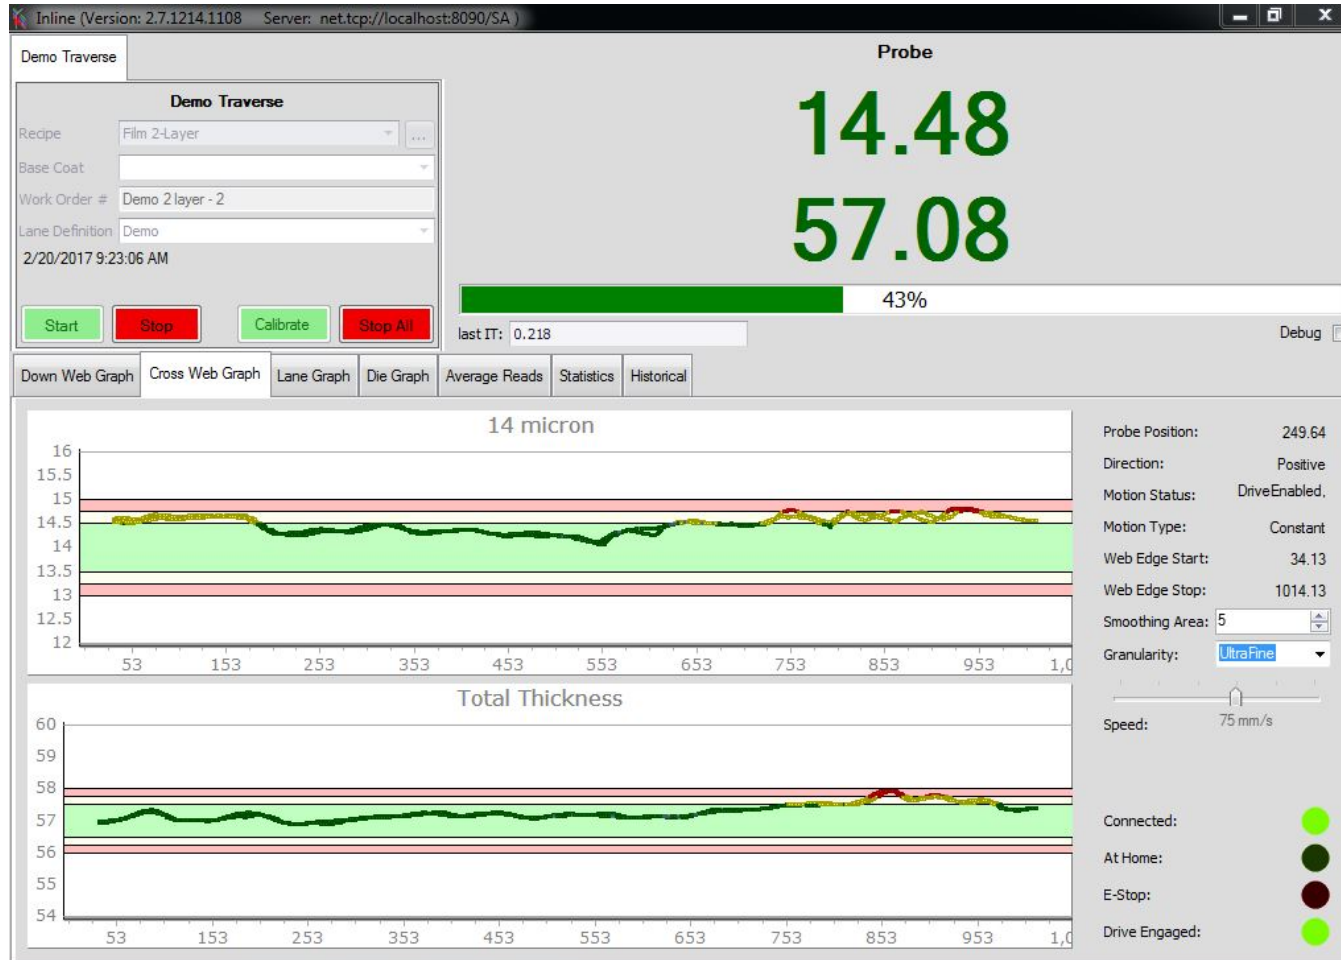 Inline (Version: 2.7.1214.1108 Server: net.tcp://localhost:8090/SA )
Demo Traverse
Demo Traverse
Recipe Film 2-Layer ...
Base Coat
Work Order # Demo 2 layer - 2
Lane Definition Demo
2/20/2017 9:23:06 AM
Start Stop Calibrate Stop All
Probe
14.48
57.08
43%
last IT: 0.218 Debug
Down Web Graph Cross Web Graph Lane Graph Die Graph Average Reads Statistics Historical
14 micron
16
15.5
15
14.5
14
13.5
13
12.5
12
53 153 253 353 453 553 653 753 853 953 1,0
Total Thickness
60
59
58
57
56
55
54
53 153 253 353 453 553 653 753 853 953 1,0
Probe Position: 249.64
Direction: Positive
Motion Status: DriveEnabled,
Motion Type: Constant
Web Edge Start: 34.13
Web Edge Stop: 1014.13
Smoothing Area: 5
Granularity: UltraFine
Speed: 75 mm/s
Connected:
At Home:
E-Stop:
Drive Engaged: